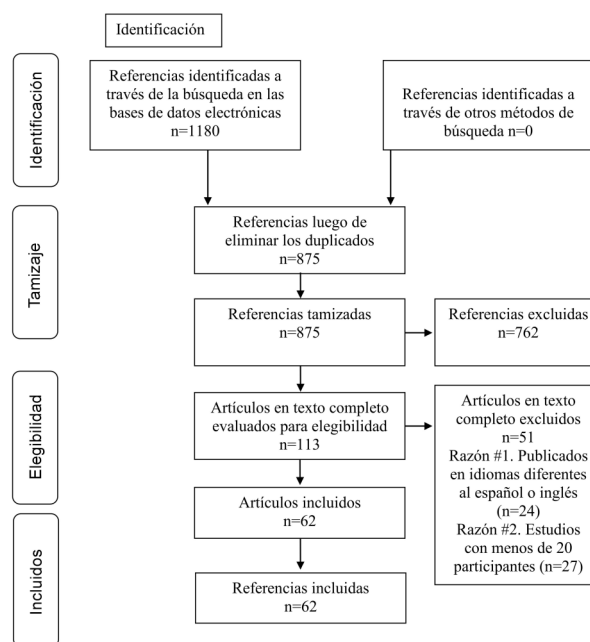 Identificación
Identificación
Referencias identificadas a
través de la búsqueda en las
bases de datos electrónicas
n=1180
Referencias identificadas a
través de otros métodos de
búsqueda n=0
Tamizaje
Referencias luego de
eliminar los duplicados
n=875
Referencias tamizadas
n=875
Referencias excluidas
n=762
Elegibilidad
Artículos en texto completo
evaluados para elegibilidad
n=113
Artículos en texto
completo excluidos
n=51
Razón #1. Publicados
en idiomas diferentes
al español o inglés
(n=24)
Razón #2. Estudios
con menos de 20
participantes (n=27)
Artículos incluidos
n=62
Incluidos
Referencias incluidas
n=62